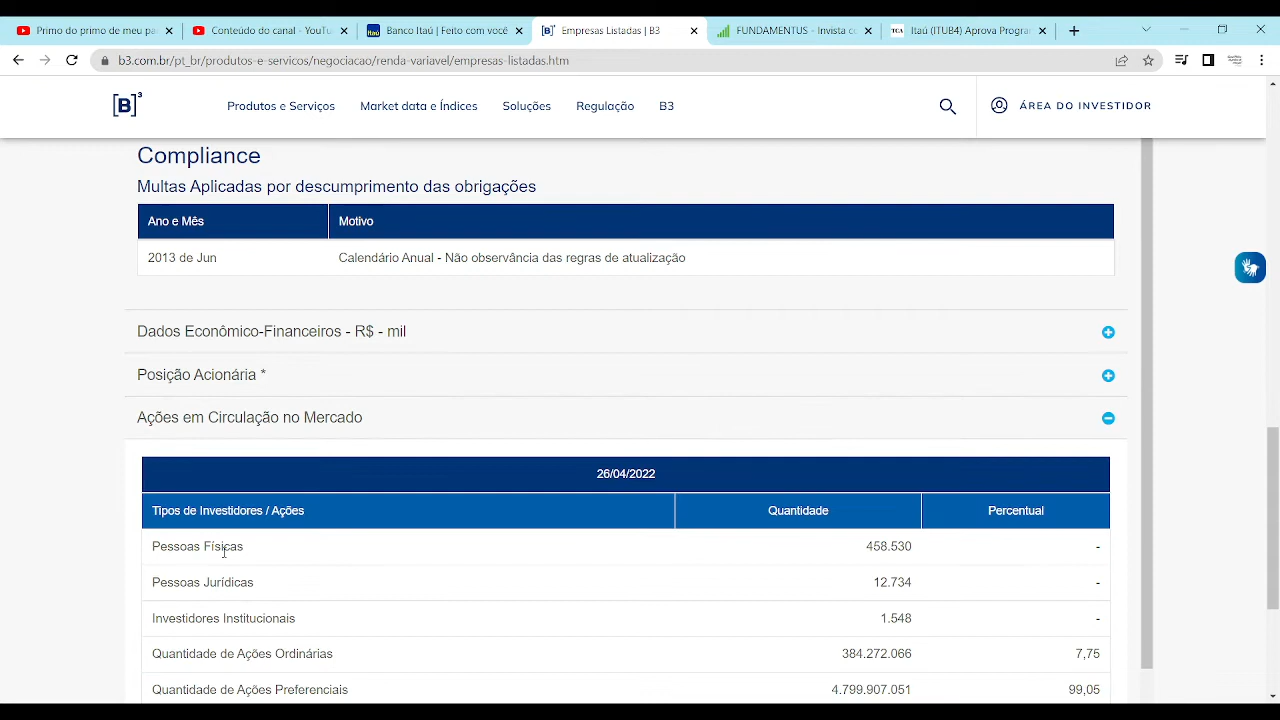 Primo do primo de meu pa
Conteúdo do canal - YouTu
Banco Itaú | Feito com você
Empresas Listadas | B3
FUNDAMENTUS - Invista co
Itaú (ITUB4) Aprova Progra
b3.com.br/pt_br/produtos-e-servicos/negociacao/renda-variavel/empresas-listadas.htm
[B]³
Produtos e Serviços
Market data e Índices
Soluções
Regulação
B3
ÁREA DO INVESTIDOR
Compliance
Multas Aplicadas por descumprimento das obrigações
Ano e Mês Motivo
2013 de Jun Calendário Anual - Não observância das regras de atualização
Dados Econômico-Financeiros - R$ - mil
Posição Acionária *
Ações em Circulação no Mercado
26/04/2022
Tipos de Investidores / Ações Quantidade Percentual
Pessoas Físicas 458.530 -
Pessoas Jurídicas 12.734 -
Investidores Institucionais 1.548 -
Quantidade de Ações Ordinárias 384.272.066 7,75
Quantidade de Ações Preferenciais 4.799.907.051 99,05